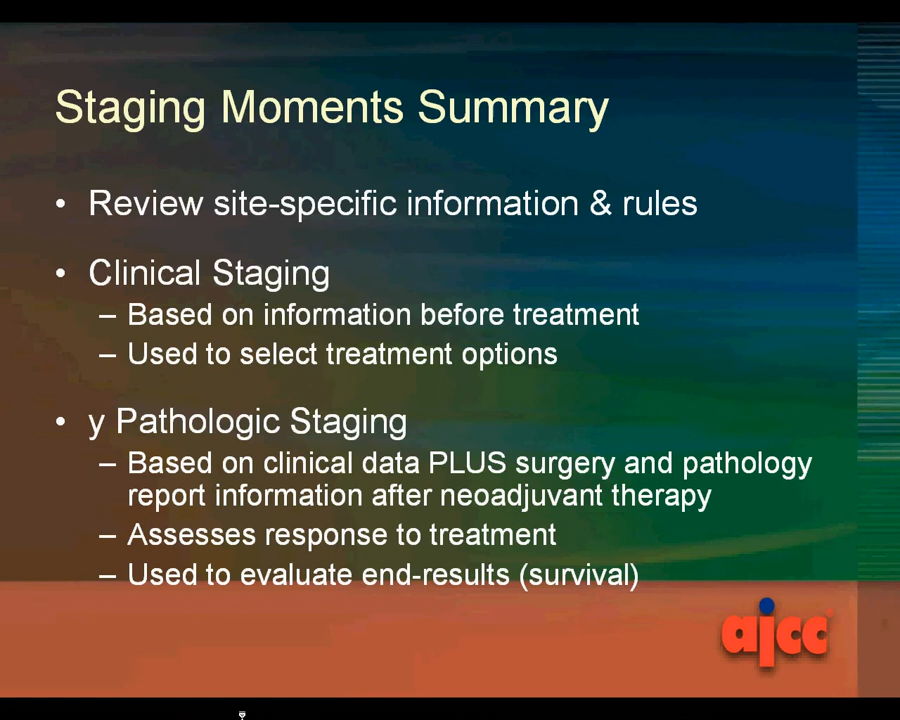 Staging Moments Summary
• Review site-specific information & rules
• Clinical Staging
– Based on information before treatment
– Used to select treatment options
• y Pathologic Staging
– Based on clinical data PLUS surgery and pathology
report information after neoadjuvant therapy
– Assesses response to treatment
– Used to evaluate end-results (survival)
ajcc